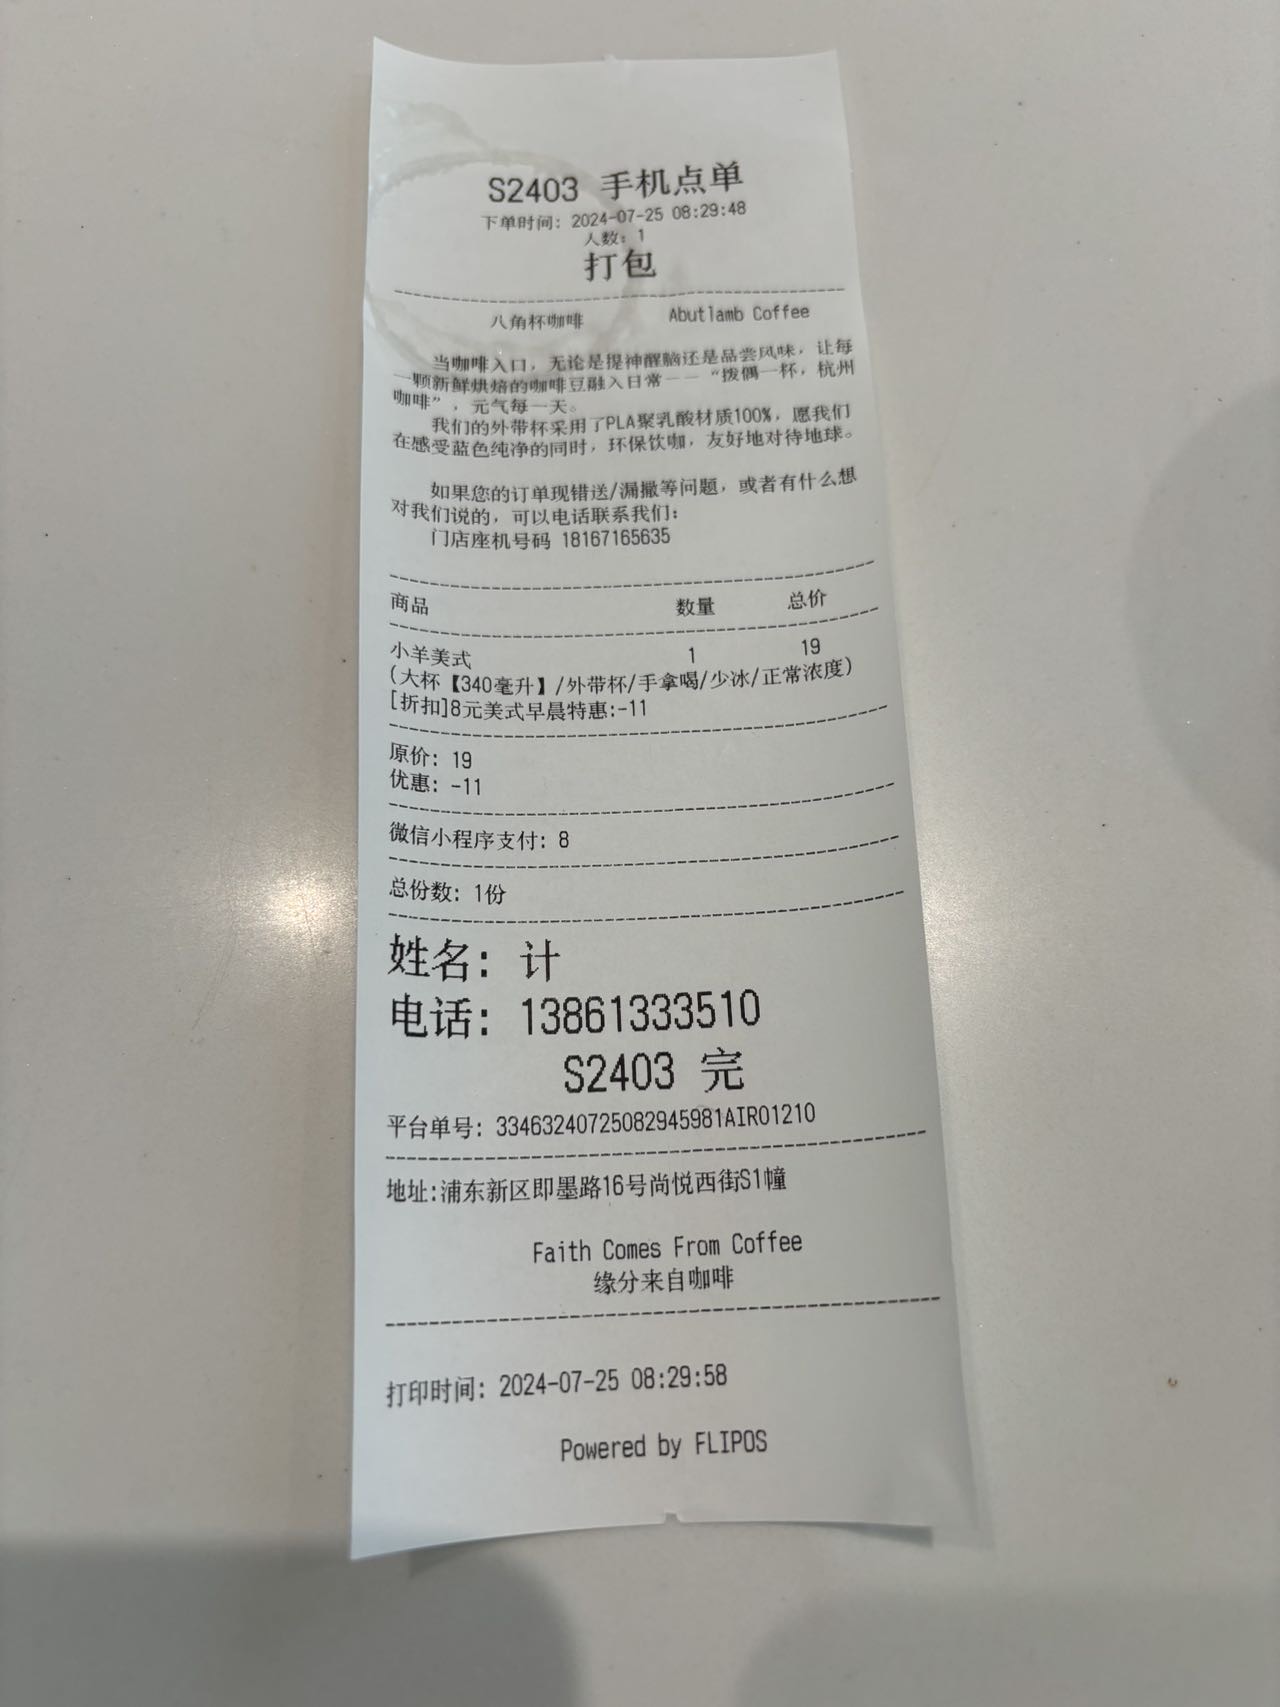 S2403 手机点单
下单时间: 2024-07-25 08:29:48
人数: 1
打包
八角杯咖啡 Abutlamb Coffee
当咖啡入口，无论是提神醒脑还是品尝风味，让每
一颗新鲜烘焙的咖啡豆融入日常——“拨偶一杯，杭州
咖啡”，元气每一天。
我们的外带杯采用了PLA聚乳酸材质100%，愿我们
在感受蓝色纯净的同时，环保饮咖，友好地对待地球。
如果您的订单现错送/漏撒等问题，或者有什么想
对我们说的，可以电话联系我们:
门店座机号码 18167165635
商品 数量 总价
小羊美式 1 19
(大杯【340毫升】/外带杯/手拿喝/少冰/正常浓度)
[折扣]8元美式早晨特惠:-11
原价: 19
优惠: -11
微信小程序支付: 8
总份数: 1份
姓名: 计
电话: 13861333510
S2403 完
平台单号: 33463240725082945981AIR01210
地址:浦东新区即墨路16号尚悦西街S1幢
Faith Comes From Coffee
缘分来自咖啡
打印时间: 2024-07-25 08:29:58
Powered by FLIPOS